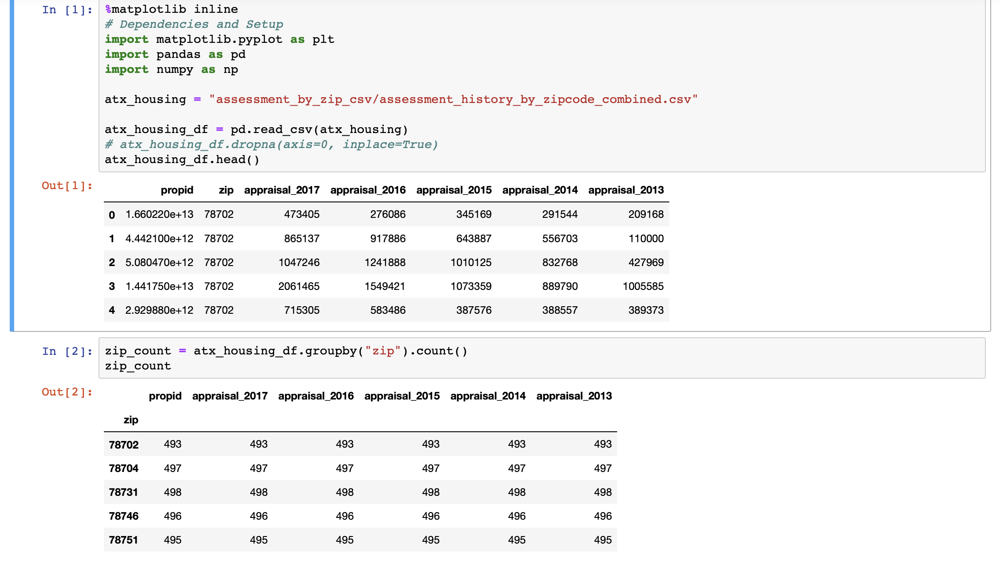 In [1]: %matplotlib inline
# Dependencies and Setup
import matplotlib.pyplot as plt
import pandas as pd
import numpy as np
atx_housing = "assessment_by_zip_csv/assessment_history_by_zipcode_combined.csv"
atx_housing_df = pd.read_csv(atx_housing)
# atx_housing_df.dropna(axis=0, inplace=True)
atx_housing_df.head()
Out[1]:
propid zip appraisal_2017 appraisal_2016 appraisal_2015 appraisal_2014 appraisal_2013
0 1.660220e+13 78702 473405 276086 345169 291544 209168
1 4.442100e+12 78702 865137 917886 643887 556703 110000
2 5.080470e+12 78702 1047246 1241888 1010125 832768 427969
3 1.441750e+13 78702 2061465 1549421 1073359 889790 1005585
4 2.929880e+12 78702 715305 583486 387576 388557 389373
In [2]: zip_count = atx_housing_df.groupby("zip").count()
zip_count
Out[2]:
propid appraisal_2017 appraisal_2016 appraisal_2015 appraisal_2014 appraisal_2013
zip
78702 493 493 493 493 493 493
78704 497 497 497 497 497 497
78731 498 498 498 498 498 498
78746 496 496 496 496 496 496
78751 495 495 495 495 495 495